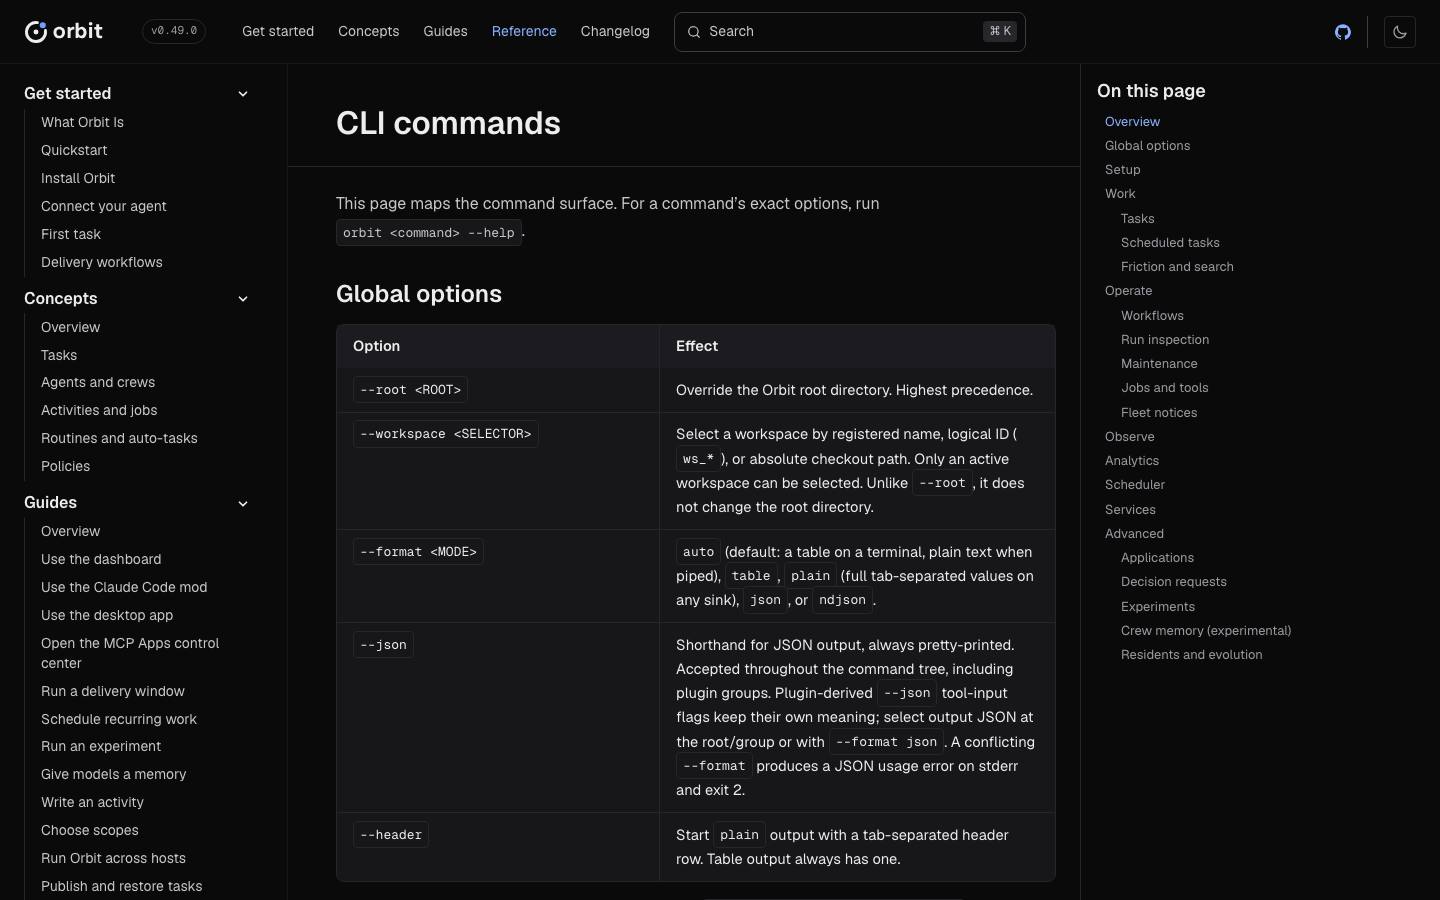 orbit
v0.49.0
Get started
Concepts
Guides
Reference
Changelog
Search
⌘ K
Get started
What Orbit Is
Quickstart
Install Orbit
Connect your agent
First task
Delivery workflows
Concepts
Overview
Tasks
Agents and crews
Activities and jobs
Routines and auto-tasks
Policies
Guides
Overview
Use the dashboard
Use the Claude Code mod
Use the desktop app
Open the MCP Apps control
center
Run a delivery window
Schedule recurring work
Run an experiment
Give models a memory
Write an activity
Choose scopes
Run Orbit across hosts
Publish and restore tasks
CLI commands
This page maps the command surface. For a command’s exact options, run
orbit <command> --help.
Global options
Option
Effect
--root <ROOT>
Override the Orbit root directory. Highest precedence.
--workspace <SELECTOR>
Select a workspace by registered name, logical ID (
ws_*), or absolute checkout path. Only an active
workspace can be selected. Unlike --root, it does
not change the root directory.
--format <MODE>
auto (default: a table on a terminal, plain text when
piped), table, plain (full tab-separated values on
any sink), json, or ndjson.
--json
Shorthand for JSON output, always pretty-printed.
Accepted throughout the command tree, including
plugin groups. Plugin-derived --json tool-input
flags keep their own meaning; select output JSON at
the root/group or with --format json. A conflicting
--format produces a JSON usage error on stderr
and exit 2.
--header
Start plain output with a tab-separated header
row. Table output always has one.
On this page
Overview
Global options
Setup
Work
Tasks
Scheduled tasks
Friction and search
Operate
Workflows
Run inspection
Maintenance
Jobs and tools
Fleet notices
Observe
Analytics
Scheduler
Services
Advanced
Applications
Decision requests
Experiments
Crew memory (experimental)
Residents and evolution